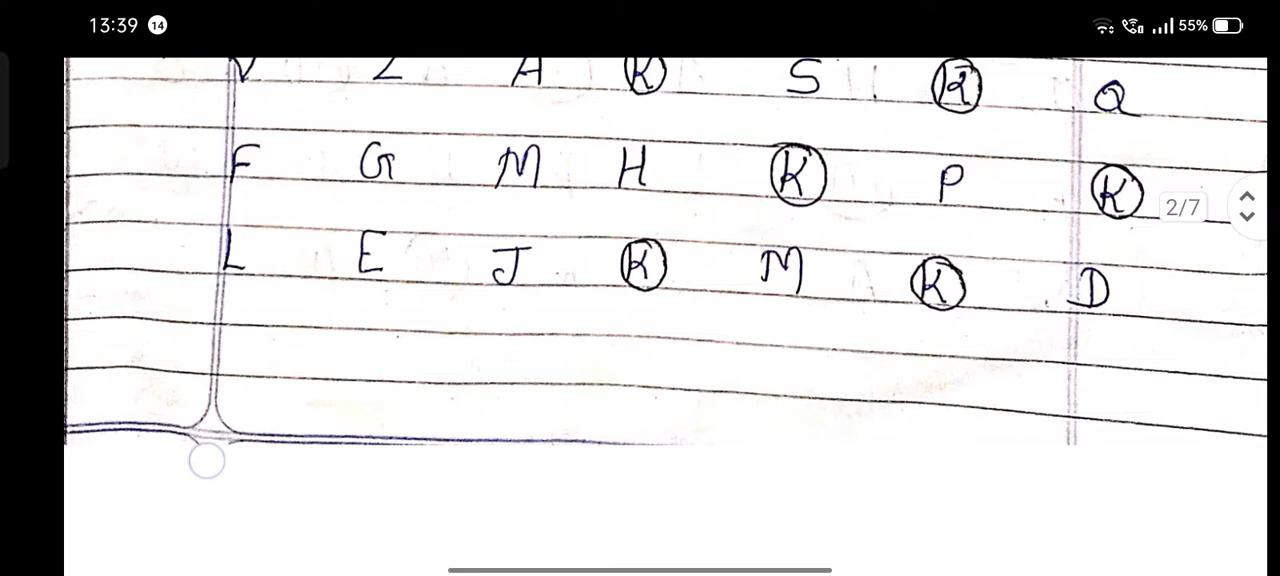 13:39 14 55%
A K S K Q
F G M H K P K
2/7
L E J K M K D